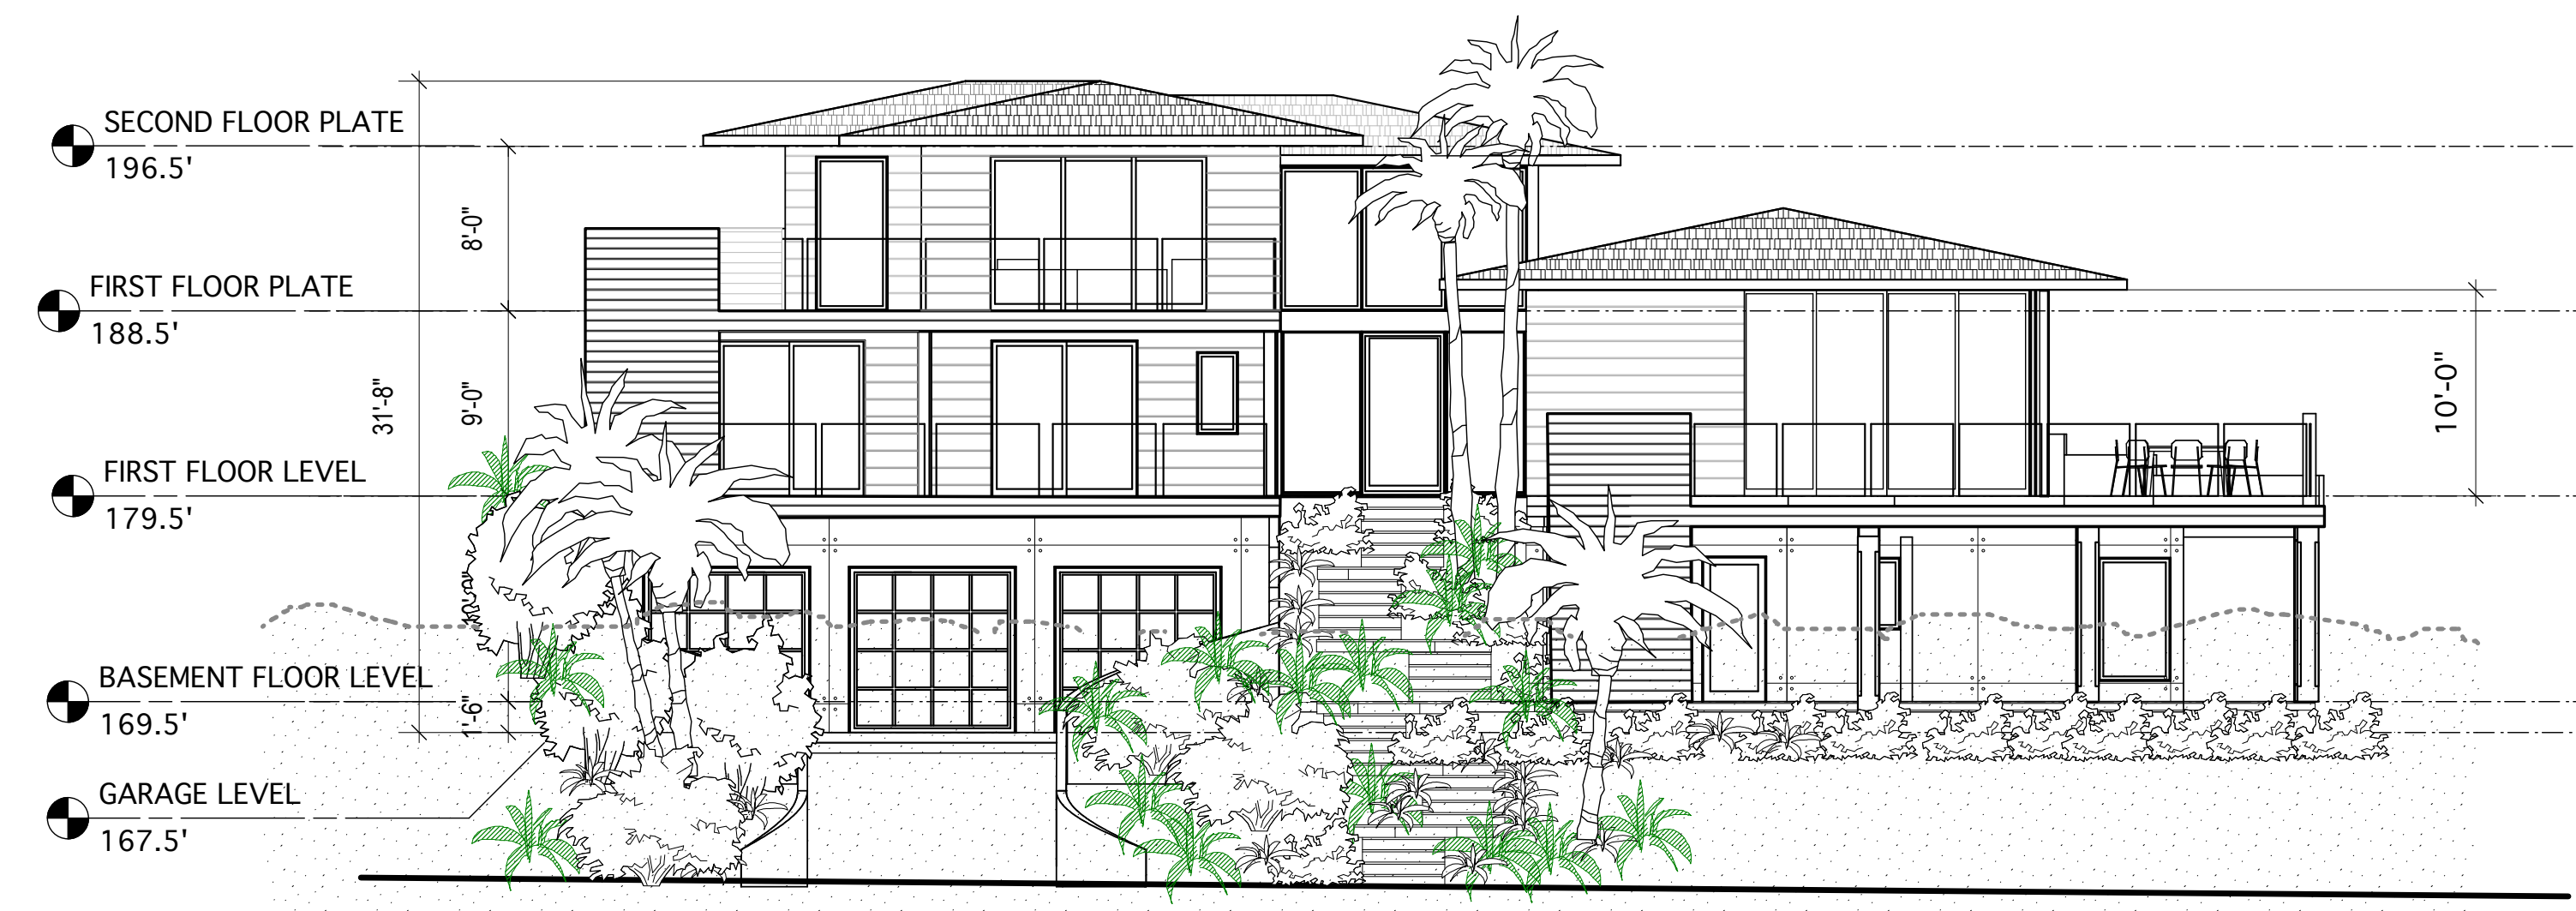 SECOND FLOOR PLATE
196.5'
8'-0"
FIRST FLOOR PLATE
188.5'
31'-8"
9'-0"
10'-0"
FIRST FLOOR LEVEL
179.5'
BASEMENT FLOOR LEVEL
169.5'
1'-6"
GARAGE LEVEL
167.5'